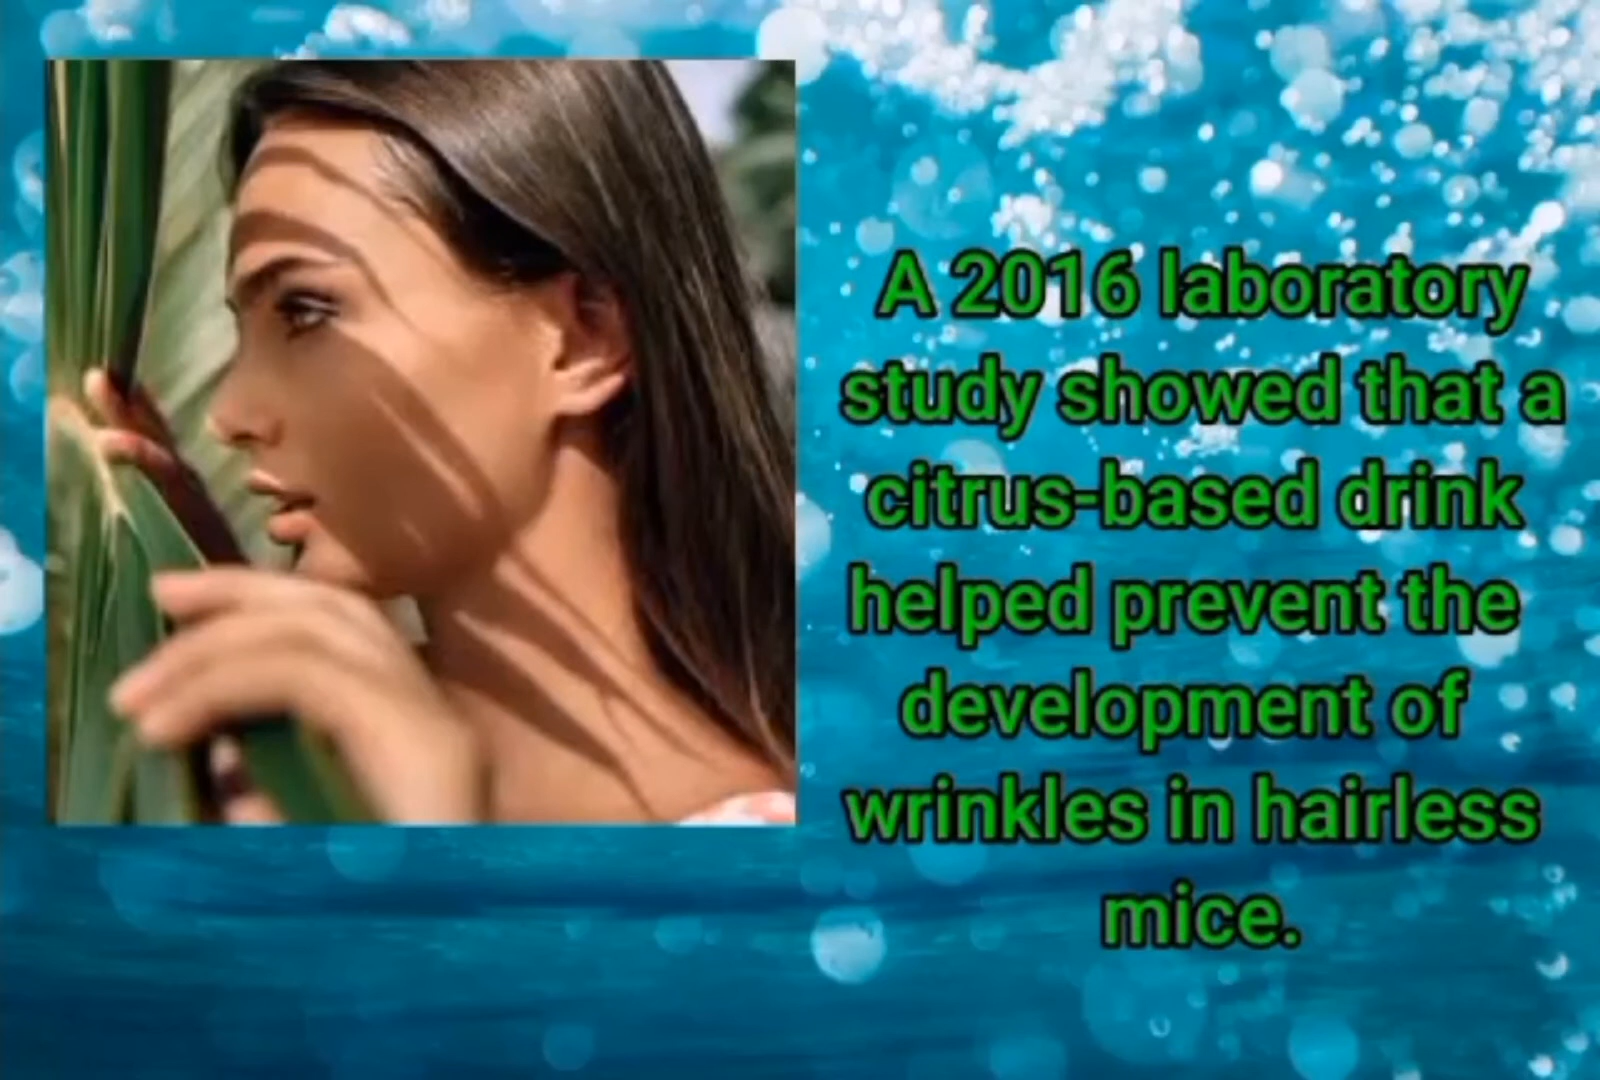 A 2016 laboratory
study showed that a
citrus-based drink
helped prevent the
development of
wrinkles in hairless
mice.